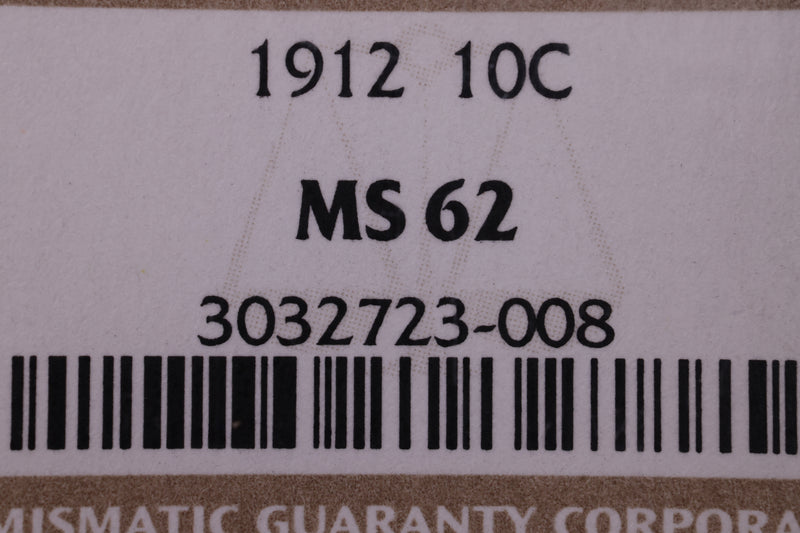 1912 10C
MS 62
3032723-008
MISMATIC GUARANTY CORPORA